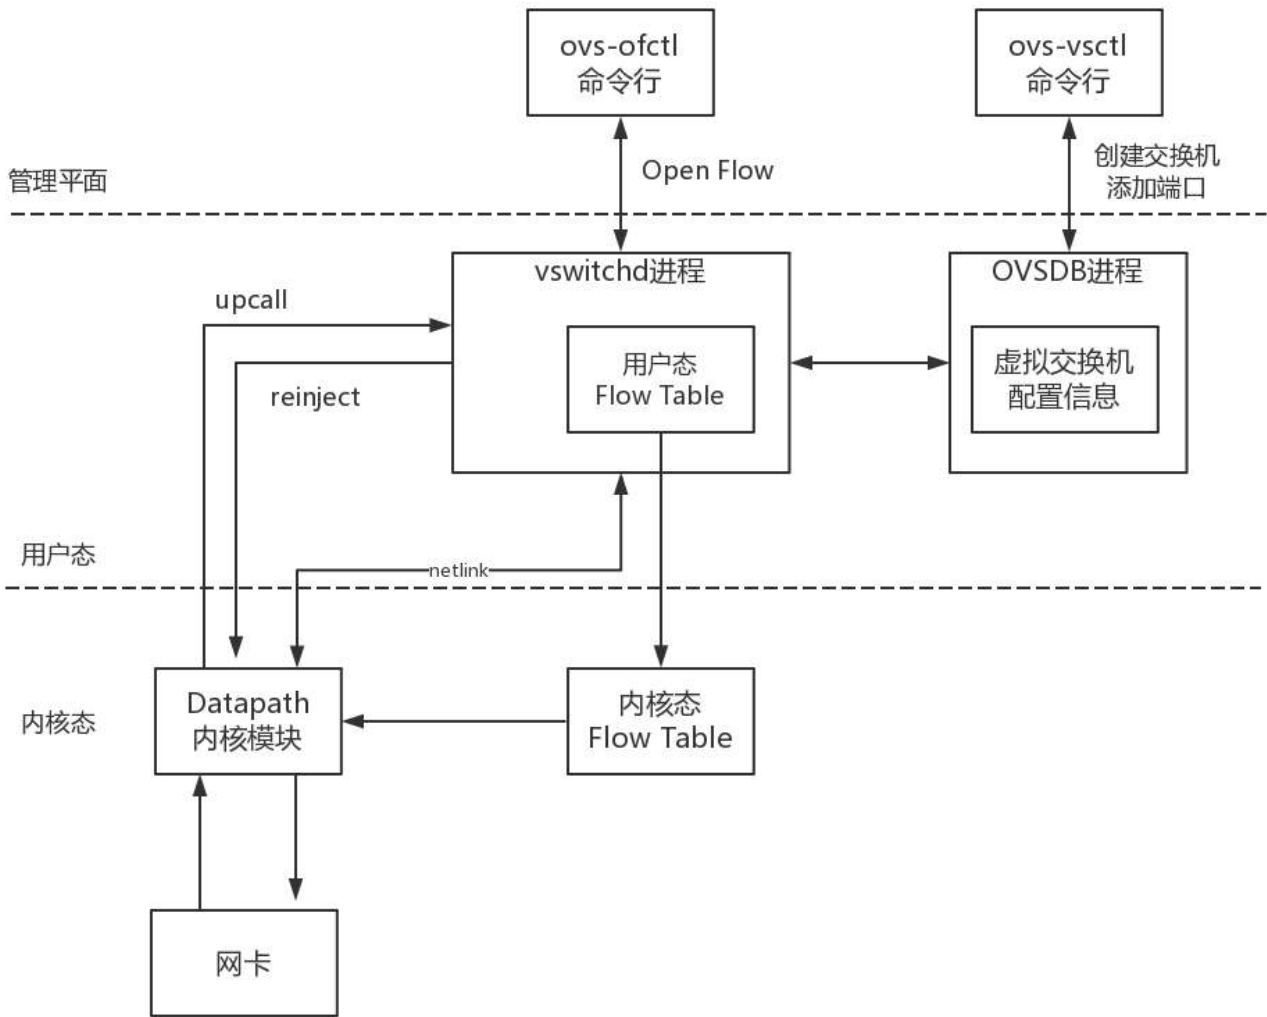 ovs-ofctl
命令行
ovs-vsctl
命令行
管理平面
Open Flow
创建交换机
添加端口
vswitchd进程
OVSDB进程
upcall
reinject
用户态
Flow Table
虚拟交换机
配置信息
用户态
netlink
内核态
Datapath
内核模块
内核态
Flow Table
网卡